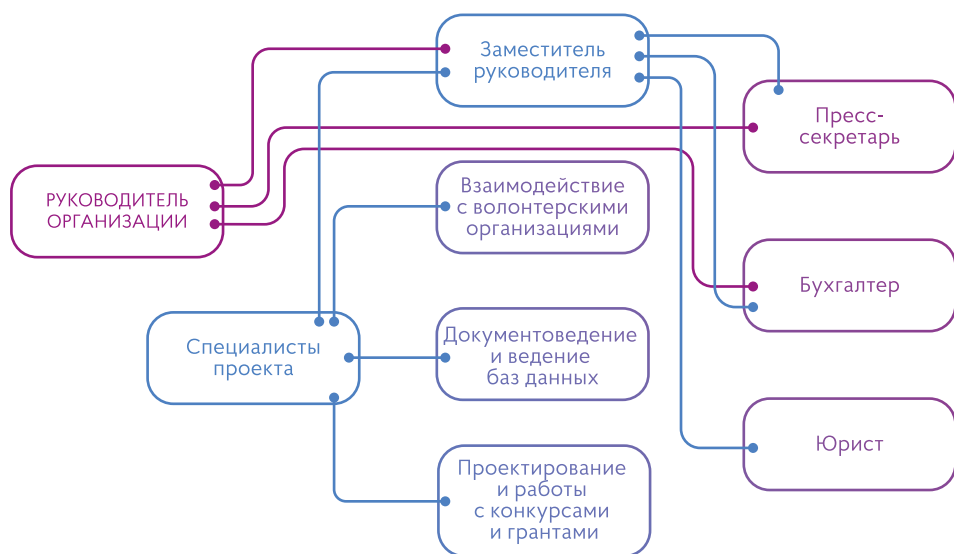 Заместитель
руководителя
Пресс-
секретарь
РУКОВОДИТЕЛЬ
ОРГАНИЗАЦИИ
Взаимодействие
с волонтерскими
организациями
Бухгалтер
Специалисты
проекта
Документоведение
и ведение
баз данных
Юрист
Проектирование
и работы
с конкурсами
и грантами